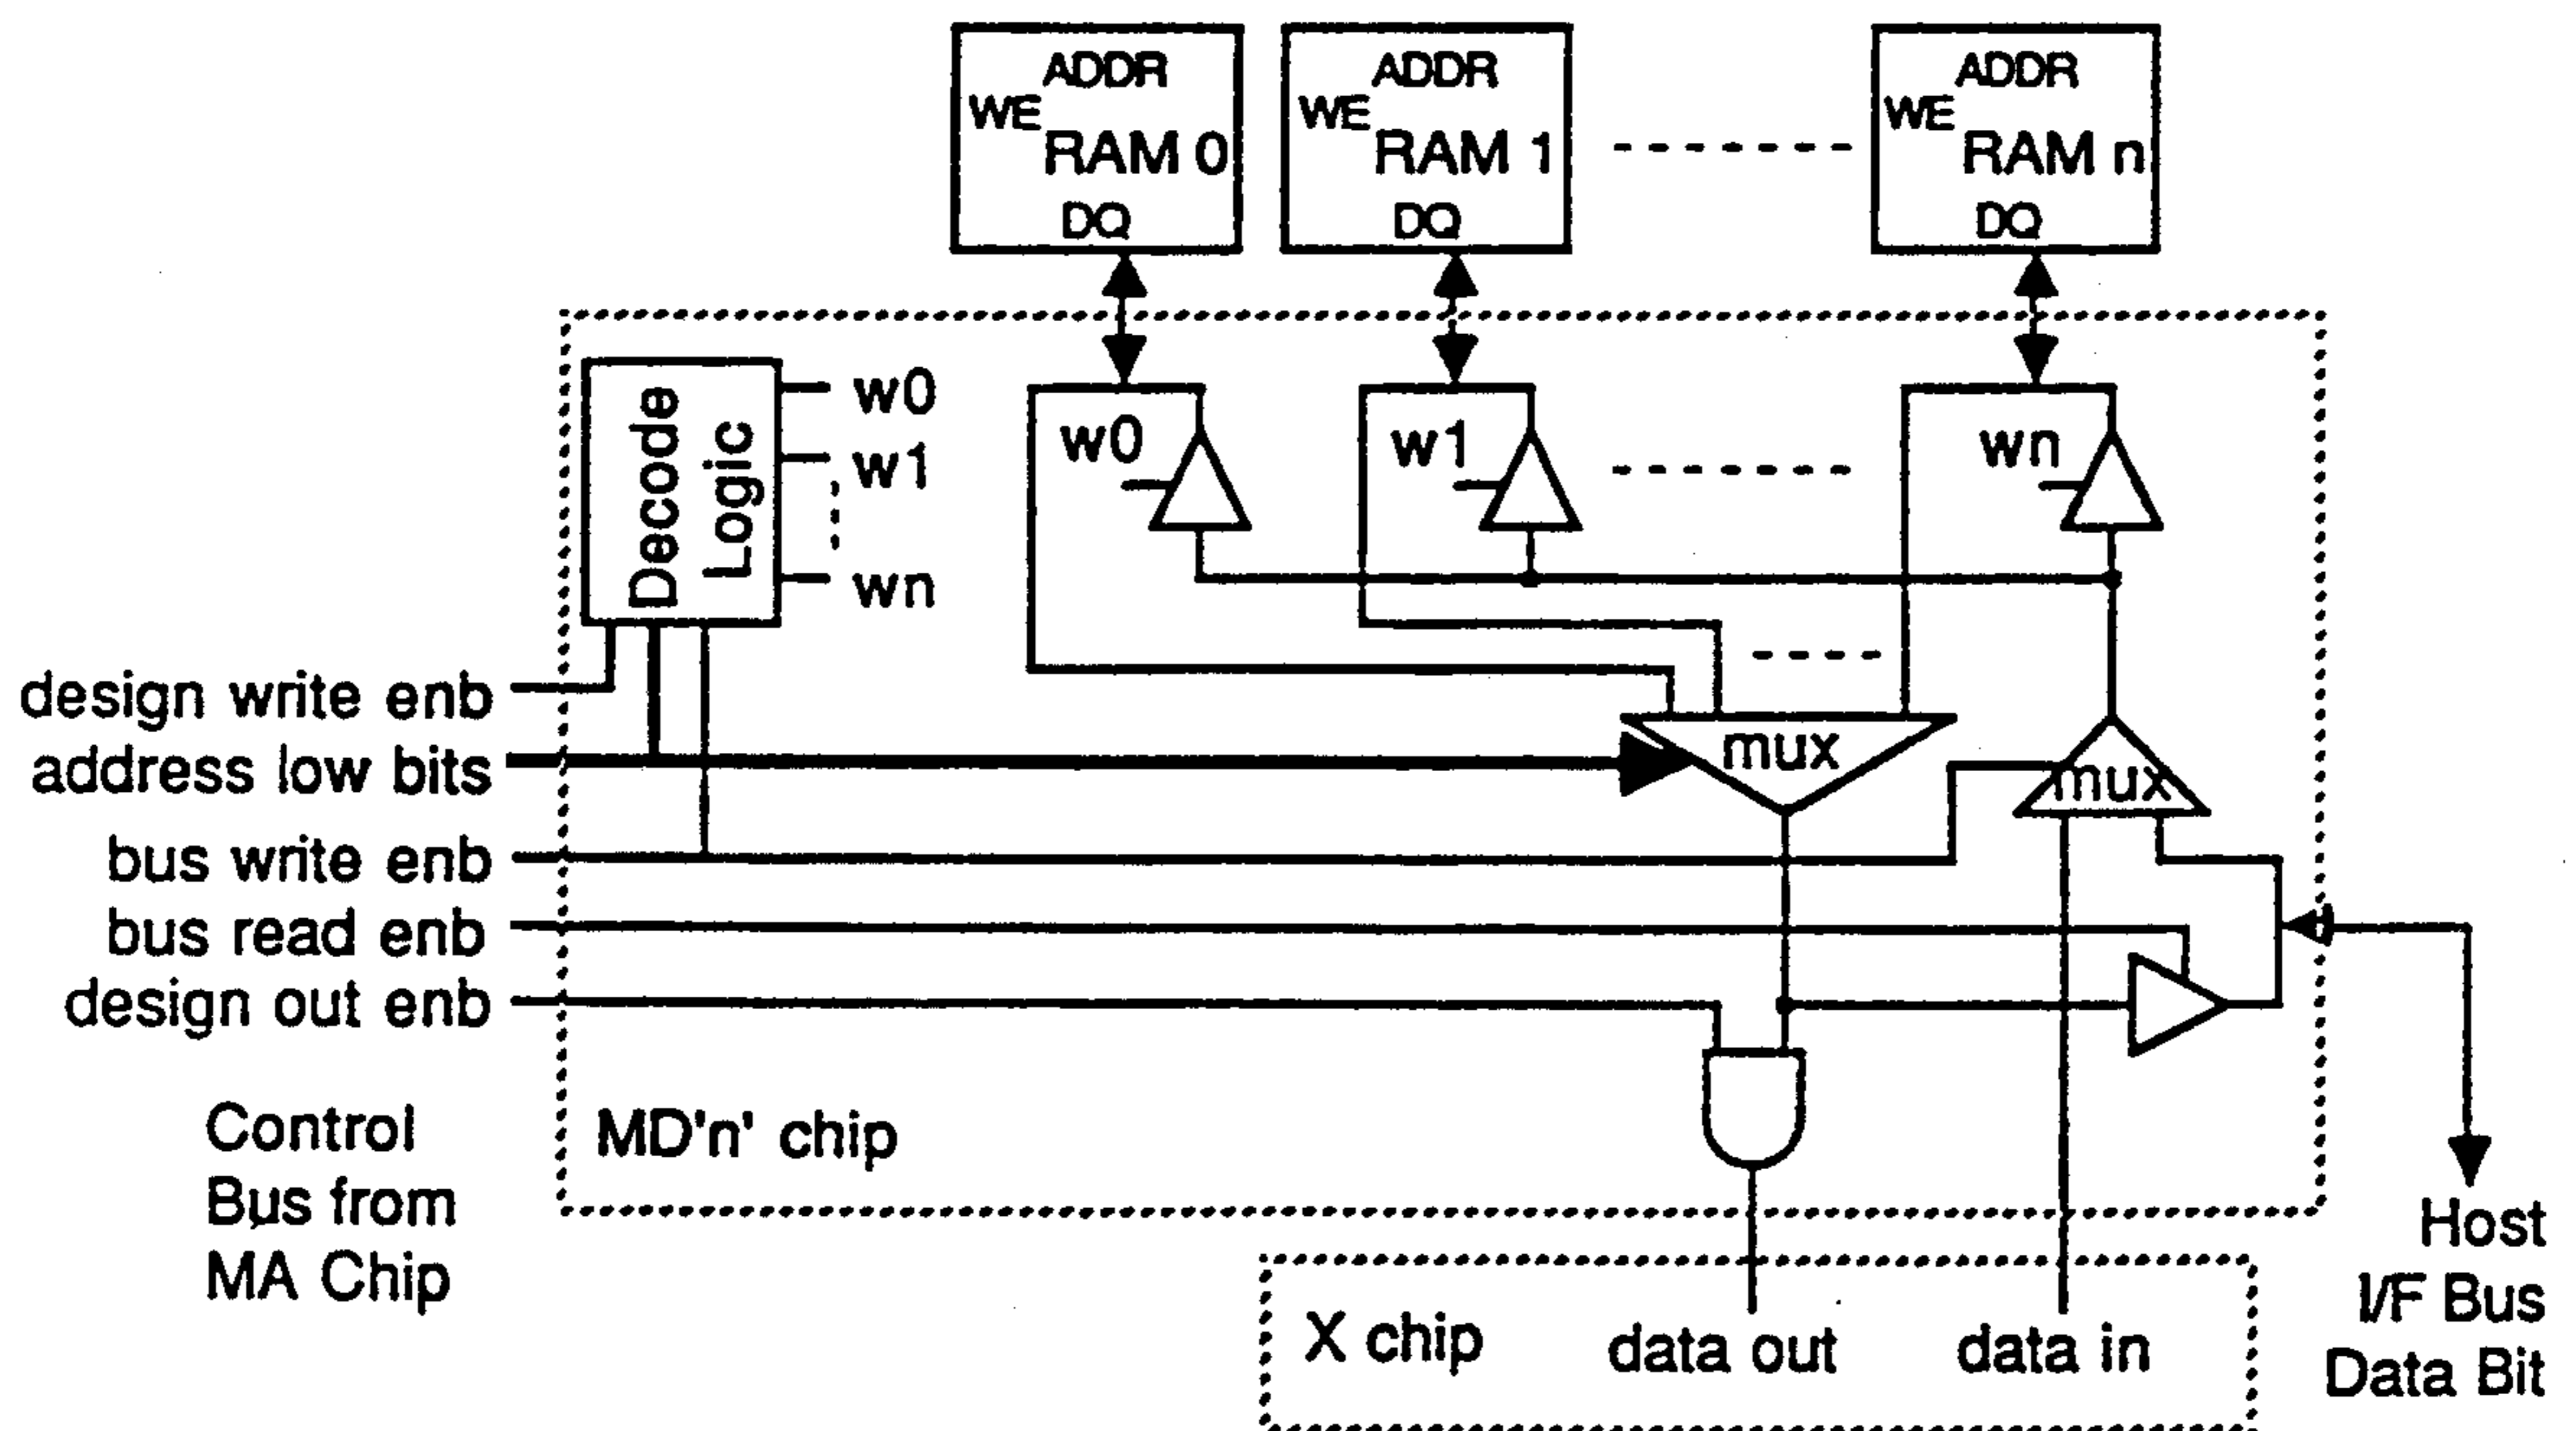 ADDR
WE
RAM 0
DQ
ADDR
WE
RAM 1
DQ
ADDR
WE
RAM n
DQ
Decode
Logic
w0
w1
wn
w0
w1
wn
design write enb
address low bits
bus write enb
bus read enb
design out enb
mux
mux
Control
Bus from
MA Chip
MD'n' chip
X chip
data out
data in
Host
I/F Bus
Data Bit